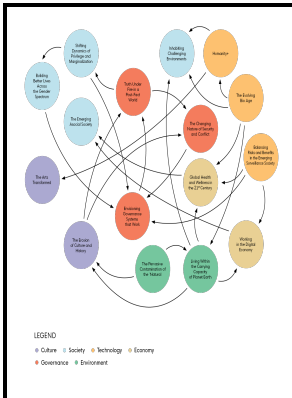 Shifting
Dynamics of
Privilege and
Marginalization
Inhabiting
Challenging
Environments
Humanity+
Building
Better Lives
Across
the Gender
Spectrum
Truth Under
Fire in a
Post-Fact
World
The Evolving
Bio Age
The Emerging
Asocial Society
The Changing
Nature of Security
and Conflict
Balancing
Risks and Benefits
in the Emerging
Surveillance Society
The Arts
Transformed
Global Health
and Wellness in
the 21st Century
Envisioning
Governance
Systems
that Work
The Erosion
of Culture and
History
Working
in the Digital
Economy
The Pervasive
Contamination of
the Natural
Living Within
the Carrying
Capacity
of Planet Earth
LEGEND
Culture Society Technology Economy
Governance Environment